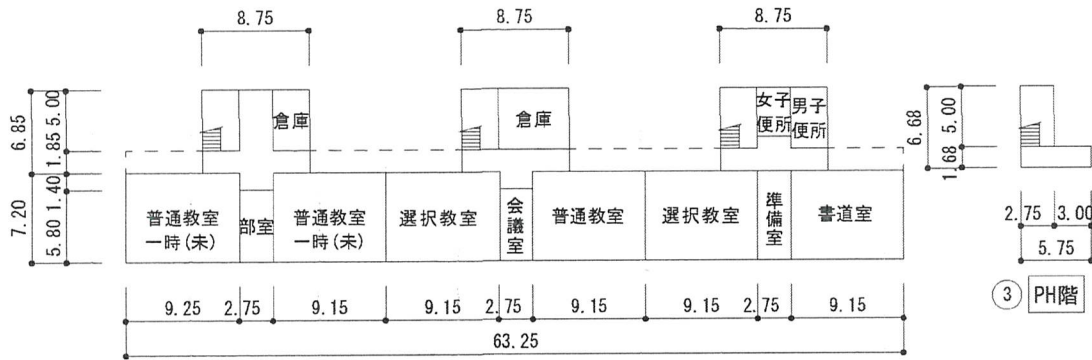 8.75
8.75
8.75
6.85
5.00
1.85
7.20
1.40
5.80
倉庫
倉庫
女子
便所
男子
便所
普通教室
一時(未)
部室
普通教室
一時(未)
選択教室
会議室
普通教室
選択教室
準備室
書道室
9.25
2.75
9.15
9.15
2.75
9.15
9.15
2.75
9.15
63.25
6.68
5.00
1.68
2.75
3.00
5.75
③ PH階